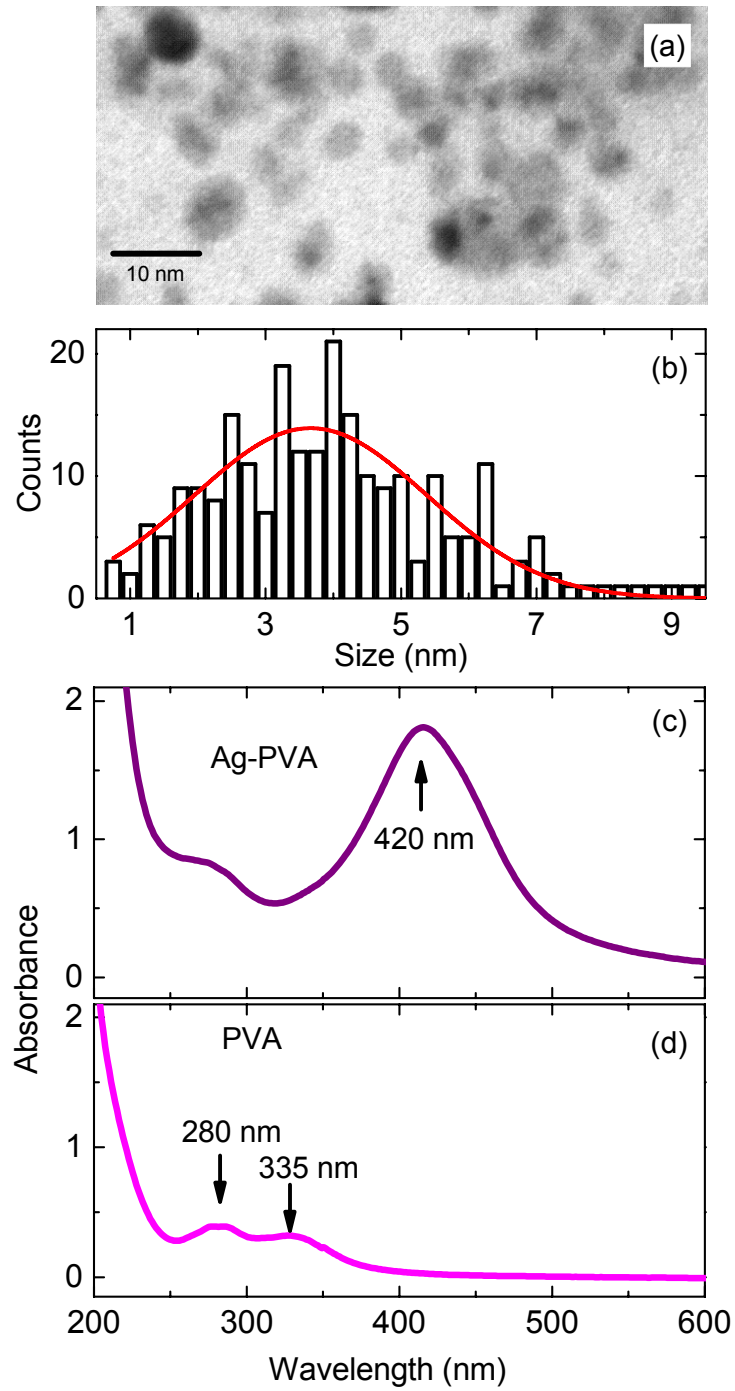 (a)
10 nm
(b)
20
10
0
Counts
1 3 5 7 9
Size (nm)
(c)
2
1
0
Ag-PVA
420 nm
Absorbance
(d)
2
1
0
PVA
280 nm
335 nm
200 300 400 500 600
Wavelength (nm)